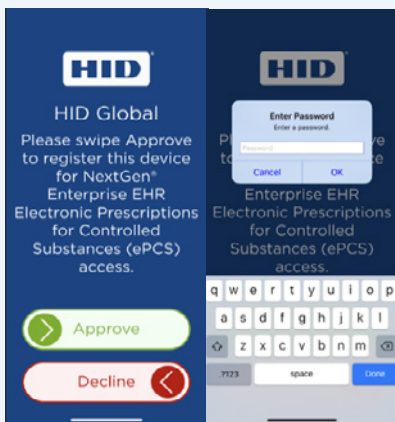 HID
HID Global
Please swipe Approve
to register this device
for NextGen®
Enterprise EHR
Electronic Prescriptions
for Controlled
Substances (ePCS)
access.
Approve
Decline
HID
Enter Password
Enter a password.
Password
Cancel
OK
Enterprise EHR
Electronic Prescriptions
for Controlled
Substances (ePCS)
access.
q w e r t y u i o p
a s d f g h j k l
z x c v b n m
.?123 space Done